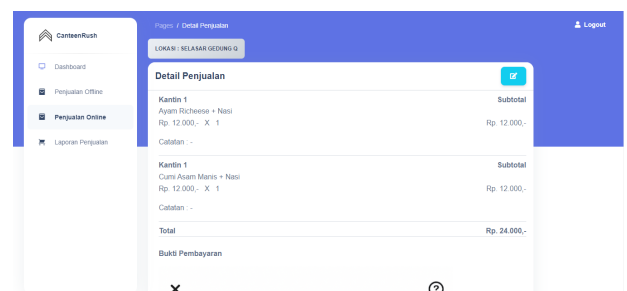 CanteenRush
Dashboard
Penjualan Offline
Penjualan Online
Laporan Penjualan
Pages / Detail Penjualan
Logout
LOKASI : SELASAR GEDUNG Q
Detail Penjualan
Kantin 1 Subtotal
Ayam Richeese + Nasi
Rp. 12.000,- X 1 Rp. 12.000,-
Catatan : -
Kantin 1 Subtotal
Cumi Asam Manis + Nasi
Rp. 12.000,- X 1 Rp. 12.000,-
Catatan : -
Total Rp. 24.000,-
Bukti Pembayaran